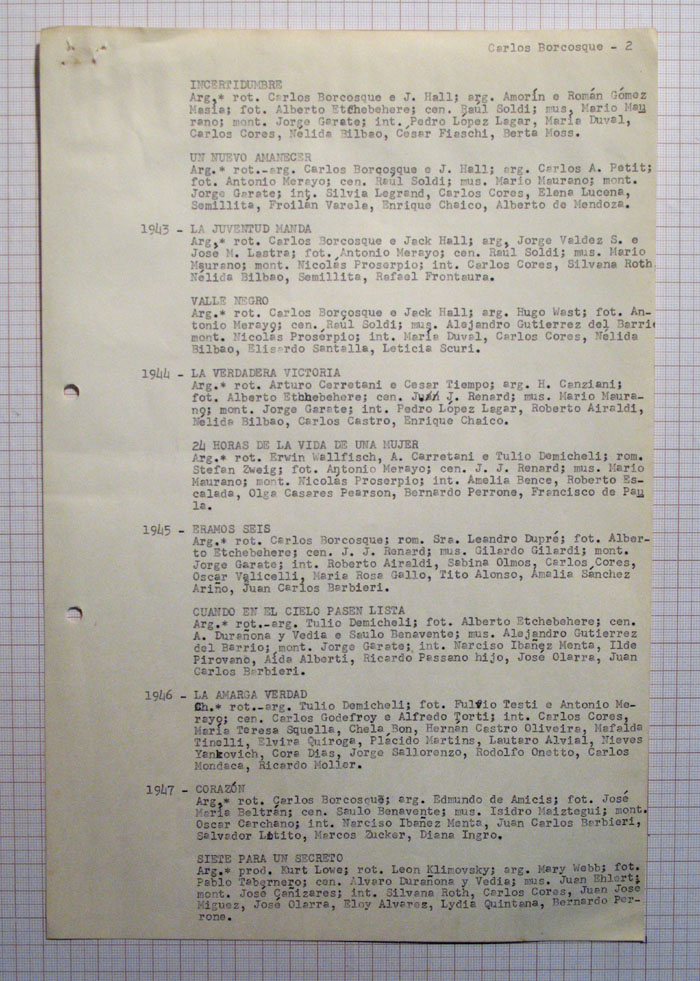 Carlos Borcosque - 2
INCERTIDUMBRE
Arg.* rot. Carlos Borcosque e J. Hall; arg. Amorín e Román Gómez
Masía; fot. Alberto Etchebehere; cen. Raúl Soldi; mus. Mario Mau
rano; mont. Jorge Garate; int. Pedro López Lagar, María Duval,
Carlos Cores, Nélida Bilbao, César Fiaschi, Berta Moss.
UN NUEVO AMANECER
Arg.* rot.-arg. Carlos Borcosque e J. Hall; arg. Carlos A. Petit;
fot. Antonio Merayo; cen. Raúl Soldi; mus. Mario Maurano; mont.
Jorge Garate; int. Silvia Legrand, Carlos Cores, Elena Lucena,
Semillita, Froilán Varela, Enrique Chaico, Alberto de Mendoza.
1943 - LA JUVENTUD MANDA
Arg.* rot. Carlos Borcosque e Jack Hall; arg. Jorge Valdez S. e
José M. Lastra; fot. Antonio Merayo; cen. Raúl Soldi; mus. Mario
Maurano; mont. Nicolás Proserpio; int. Carlos Cores, Silvana Roth
Nélida Bilbao, Semillita, Rafael Frontaura.
VALLE NEGRO
Arg.* rot. Carlos Borcosque e Jack Hall; arg. Hugo Wast; fot. An-
tonio Merayo; cen. Raúl Soldi; mus. Alejandro Gutierrez del Barrio
mont. Nicolás Proserpio; int. María Duval, Carlos Cores, Nélida
Bilbao, Elisardo Santalla, Leticia Scuri.
1944 - LA VERDADERA VICTORIA
Arg.* rot. Arturo Cerretani e César Tiempo; arg. H. Canziani;
fot. Alberto Etchebehere; cen. Juan J. Renard; mus. Mario Maura-
no; mont. Jorge Garate; int. Pedro López Lagar, Roberto Airaldi,
Nélida Bilbao, Carlos Castro, Enrique Chaico.
24 HORAS DE LA VIDA DE UNA MUJER
Arg.* rot. Erwin Wallfisch, A. Carretani e Tulio Demicheli; rom.
Stefan Zweig; fot. Antonio Merayo; cen. J. J. Renard; mus. Mario
Maurano; mont. Nicolás Proserpio; int. Amelia Bence, Roberto Es-
calada, Olga Casares Pearson, Bernardo Perrone, Francisco de Pau
la.
1945 - ERAMOS SEIS
Arg.* rot. Carlos Borcosque; rom. Sra. Leandro Dupré; fot. Alber-
to Etchebehere; cen. J. J. Renard; mus. Gilardo Gilardi; mont.
Jorge Garate; int. Roberto Airaldi, Sabina Olmos, Carlos Cores,
Oscar Valicelli, Maria Rosa Gallo, Tito Alonso, Amalia Sánchez
Ariño, Juan Carlos Barbieri.
CUANDO EN EL CIELO PASEN LISTA
Arg.* rot.-arg. Tulio Demicheli; fot. Alberto Etchebehere; cen.
A. Durañona y Vedia e Saulo Benavente; mus. Alejandro Gutierrez
del Barrio; mont. Jorge Garate; int. Narciso Ibañez Menta, Ilde
Pirovano, Aída Alberti, Ricardo Passano hijo, José Olarra, Juan
Carlos Barbieri.
1946 - LA AMARGA VERDAD
Ch.* rot.-arg. Tulio Demicheli; fot. Fulvio Testi e Antonio Me-
rayo; cen. Carlos Godefroy e Alfredo Torti; int. Carlos Cores,
María Teresa Squella, Chela Bon, Hernán Castro Oliveira, Mafalda
Tinelli, Elvira Quiroga, Plácido Martins, Lautaro Alvial, Nieves
Yankovich, Cora Dias, Jorge Sallorenzo, Rodolfo Onetto, Carlos
Mondaca, Ricardo Moller.
1947 - CORAZÓN
Arg.* rot. Carlos Borcosque; arg. Edmundo de Amicis; fot. José
María Beltrán; cen. Saulo Benavente; mus. Isidro Maiztegui; mont.
Oscar Carchano; int. Narciso Ibañez Menta, Juan Carlos Barbieri,
Salvador Lotito, Marcos Zucker, Diana Ingro.
SIETE PARA UN SECRETO
Arg.* prod. Kurt Lowe; rot. Leon Klimovsky; arg. Mary Webb; fot.
Pablo Tabernero; cen. Alvaro Durañona y Vedia; mus. Juan Ehlert;
mont. José Cañizares; int. Silvana Roth, Carlos Cores, Juan José
Miguez, José Olarra, Eloy Alvarez, Lydia Quintana, Bernardo Per-
rone.